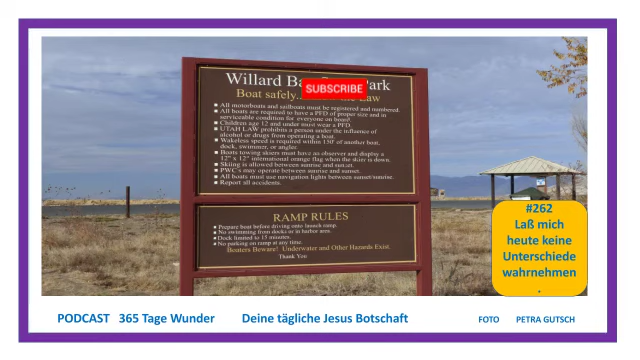 Willard Ba ark
SUBSCRIBE
Boat safely... Law
▪ All motorboats and sailboats must be registered and numbered.
▪ All boats are required to have a PFD of proper size and in
serviceable condition for everyone on board.
▪ Children age 12 and under must wear a PFD.
▪ UTAH LAW prohibits a person under the influence of
alcohol or drugs from operating a boat.
▪ Wakeless speed is required within 150' of another boat,
dock, swimmer, or angler.
▪ Boats towing skiers must have an observer and display a
12" x 12" international orange flag when the skier is down.
▪ Skiing is allowed between sunrise and sunset.
▪ PWC's may operate between sunrise and sunset.
▪ All boats must use navigation lights between sunset/sunrise.
▪ Report all accidents.
RAMP RULES
▪ Prepare boat before driving onto launch ramp.
▪ No swimming from docks or in harbor area.
▪ Dock limited to 15 minutes.
▪ No parking on ramp at any time.
Boaters Beware! Underwater and Other Hazards Exist.
Thank You
#262
Laß mich
heute keine
Unterschiede
wahrnehmen
.
PODCAST 365 Tage Wunder Deine tägliche Jesus Botschaft FOTO PETRA GUTSCH